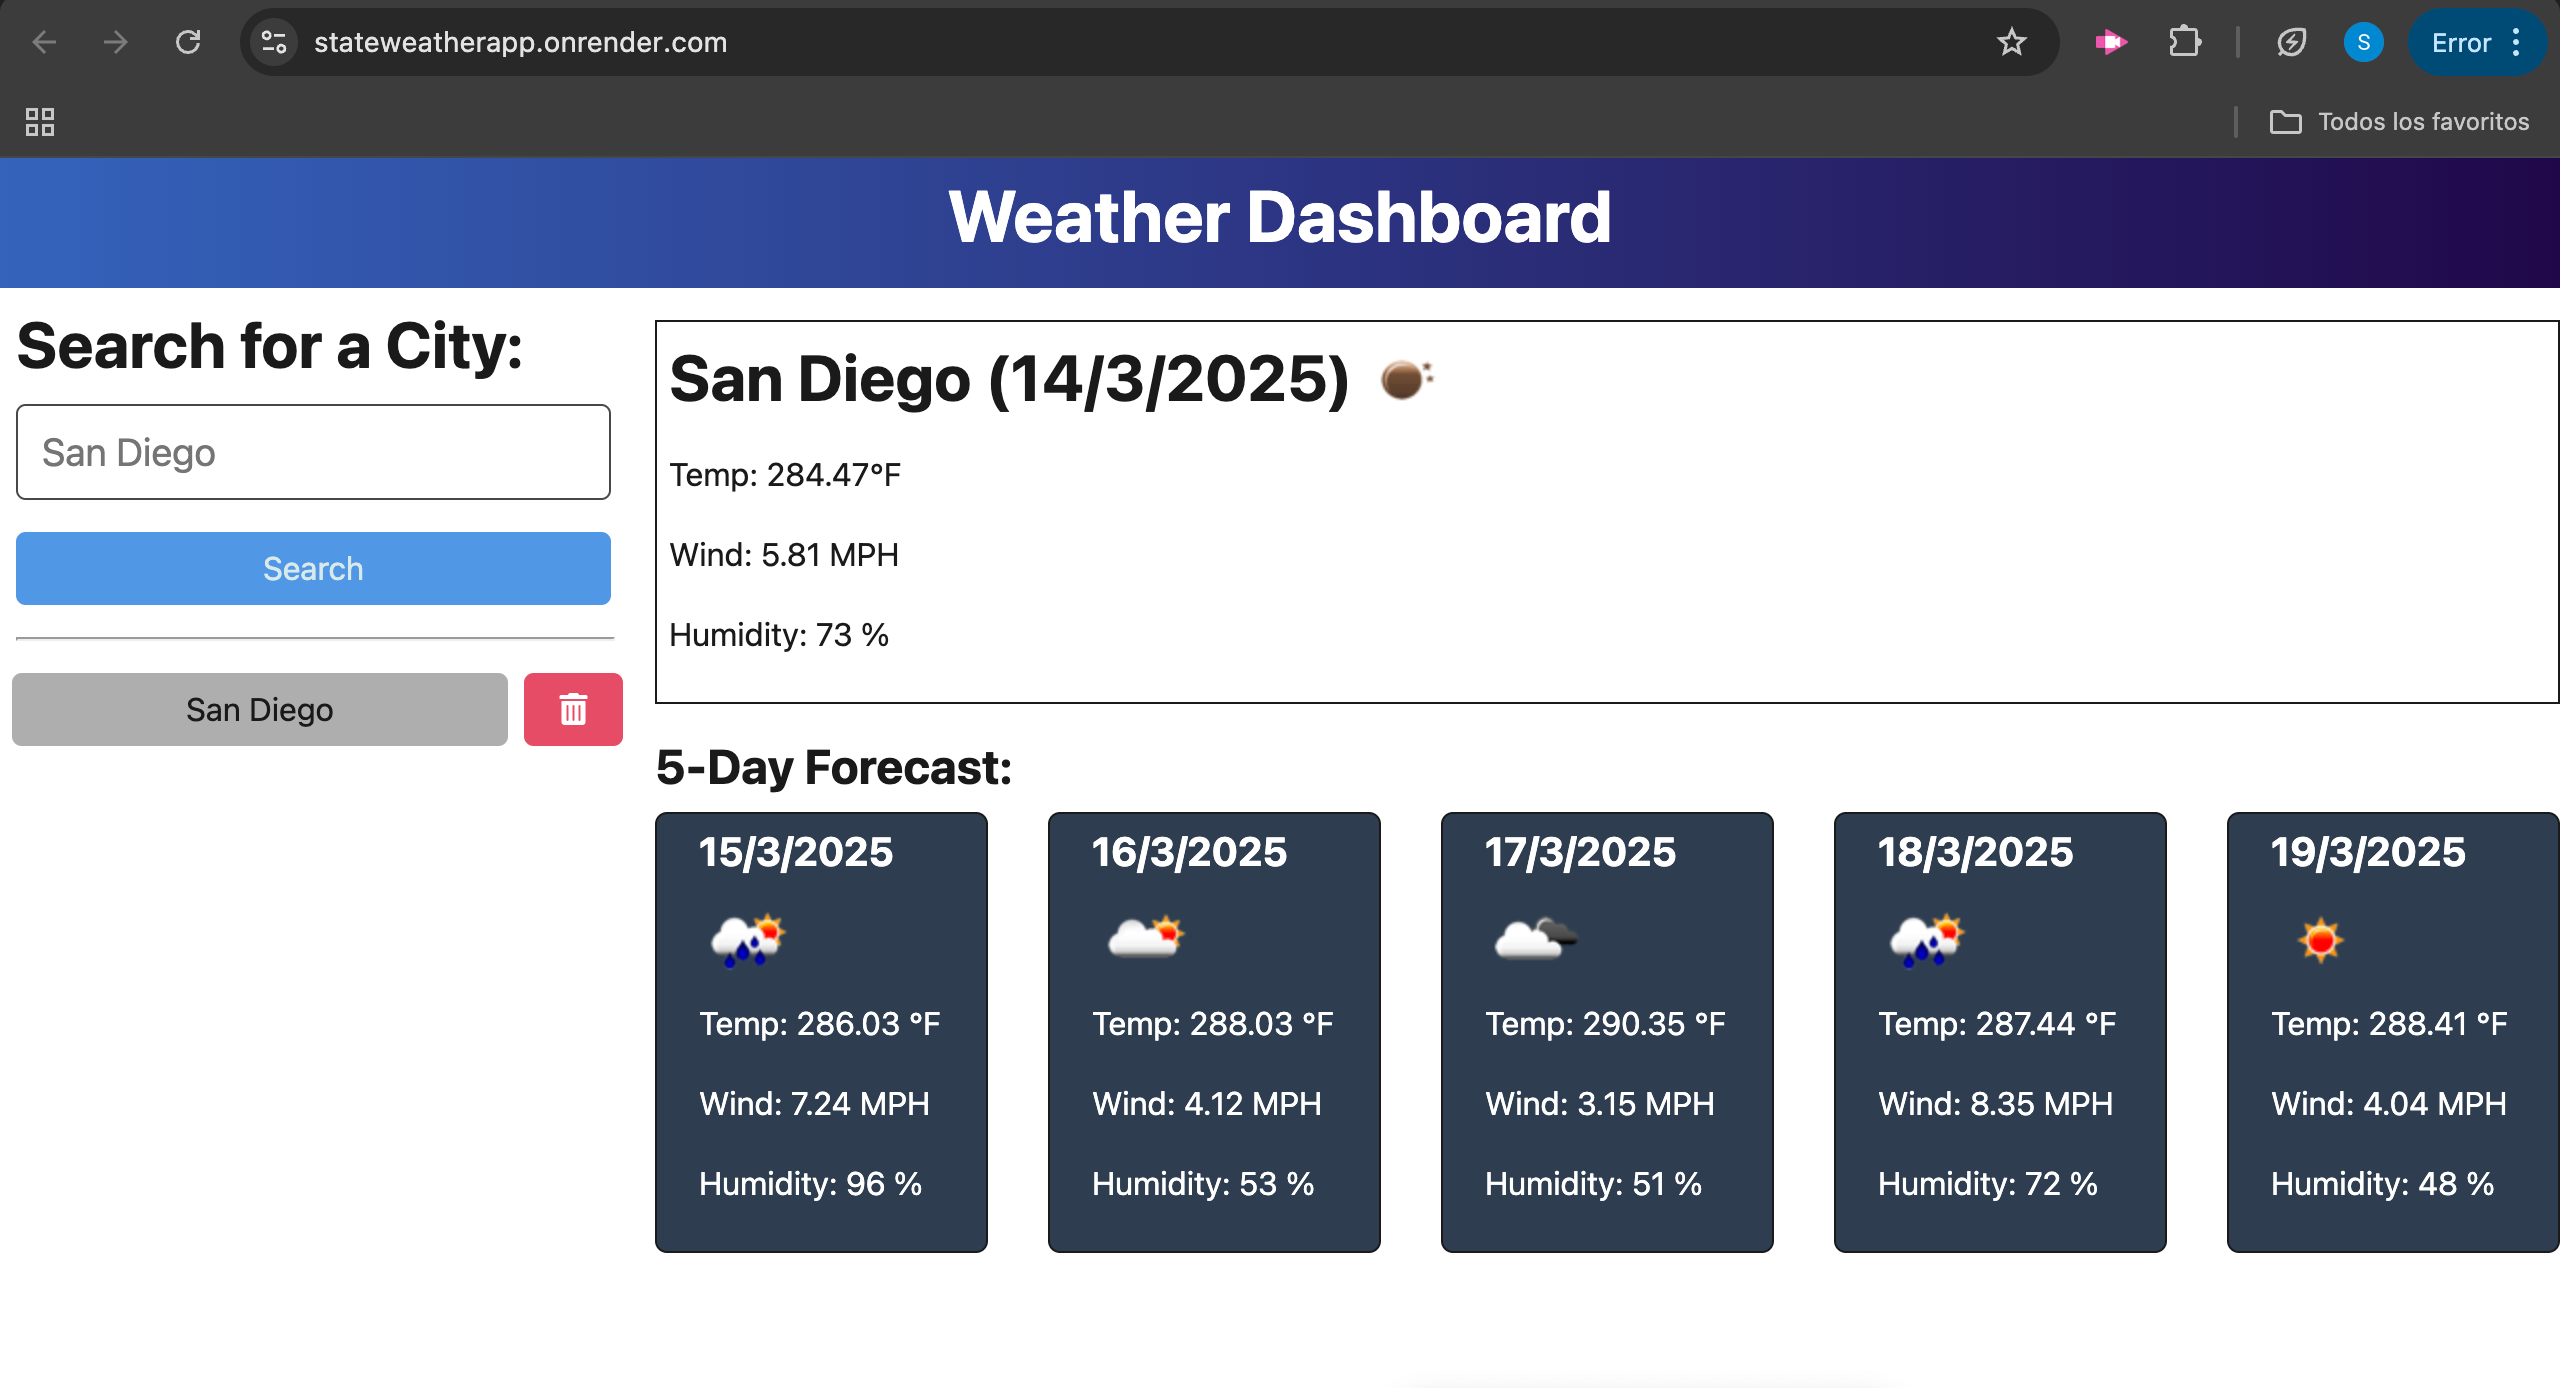 stateweatherapp.onrender.com
S
Error
Todos los favoritos
Weather Dashboard
Search for a City:
San Diego
Search
San Diego
San Diego (14/3/2025)
Temp: 284.47°F
Wind: 5.81 MPH
Humidity: 73 %
5-Day Forecast:
15/3/2025
Temp: 286.03 °F
Wind: 7.24 MPH
Humidity: 96 %
16/3/2025
Temp: 288.03 °F
Wind: 4.12 MPH
Humidity: 53 %
17/3/2025
Temp: 290.35 °F
Wind: 3.15 MPH
Humidity: 51 %
18/3/2025
Temp: 287.44 °F
Wind: 8.35 MPH
Humidity: 72 %
19/3/2025
Temp: 288.41 °F
Wind: 4.04 MPH
Humidity: 48 %